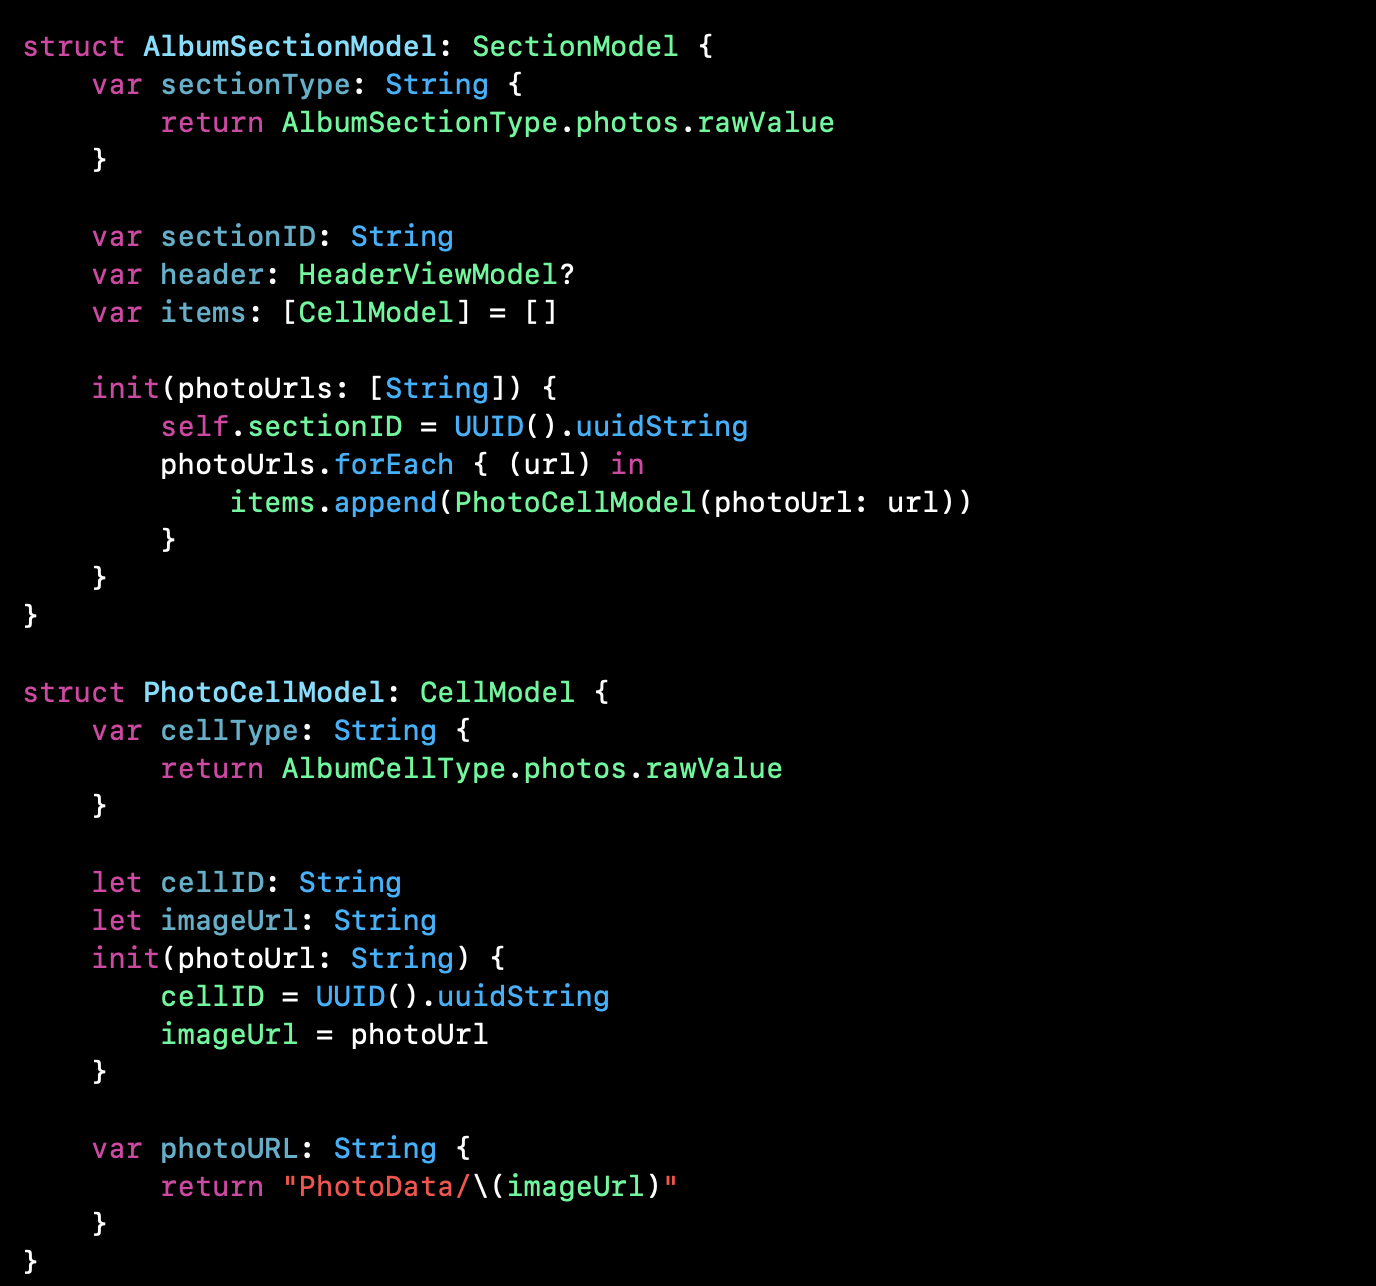 struct AlbumSectionModel: SectionModel {
    var sectionType: String {
        return AlbumSectionType.photos.rawValue
    }

    var sectionID: String
    var header: HeaderViewModel?
    var items: [CellModel] = []

    init(photoUrls: [String]) {
        self.sectionID = UUID().uuidString
        photoUrls.forEach { (url) in
            items.append(PhotoCellModel(photoUrl: url))
        }
    }
}

struct PhotoCellModel: CellModel {
    var cellType: String {
        return AlbumCellType.photos.rawValue
    }

    let cellID: String
    let imageUrl: String
    init(photoUrl: String) {
        cellID = UUID().uuidString
        imageUrl = photoUrl
    }

    var photoURL: String {
        return "PhotoData/\(imageUrl)"
    }
}